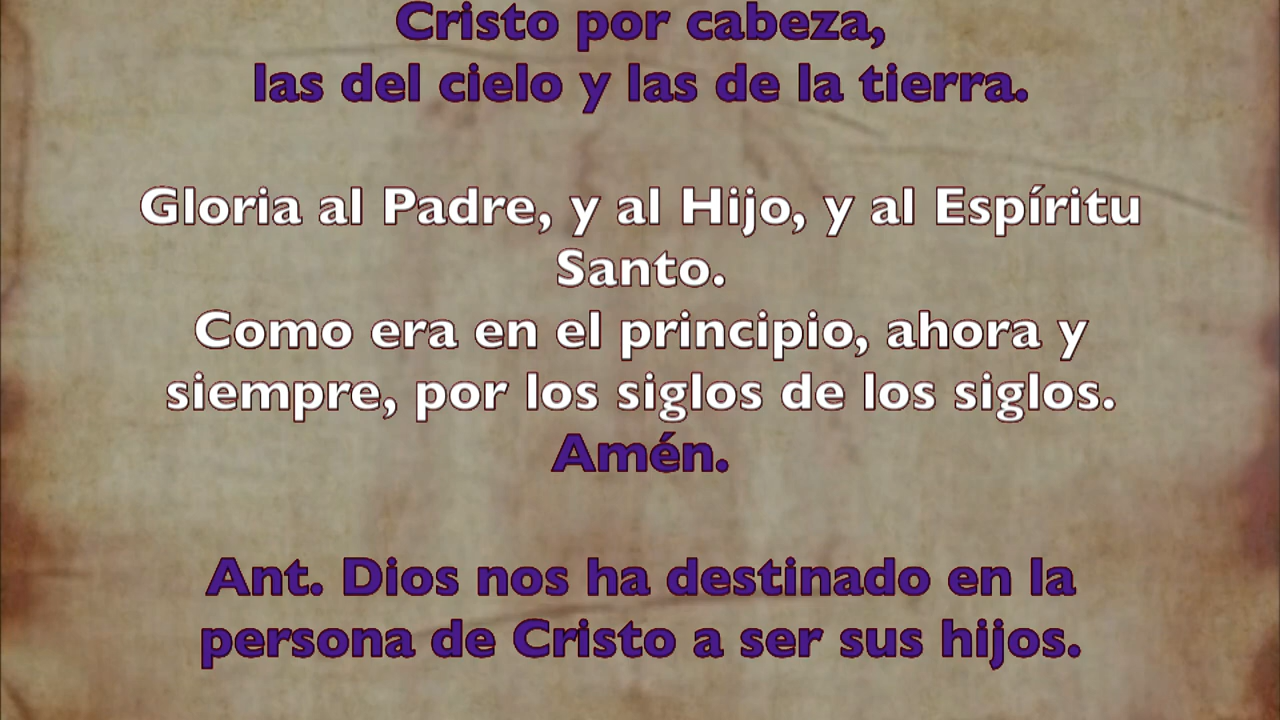 Cristo por cabeza,
las del cielo y las de la tierra.
Gloria al Padre, y al Hijo, y al Espíritu
Santo.
Como era en el principio, ahora y
siempre, por los siglos de los siglos.
Amén.
Ant. Dios nos ha destinado en la
persona de Cristo a ser sus hijos.